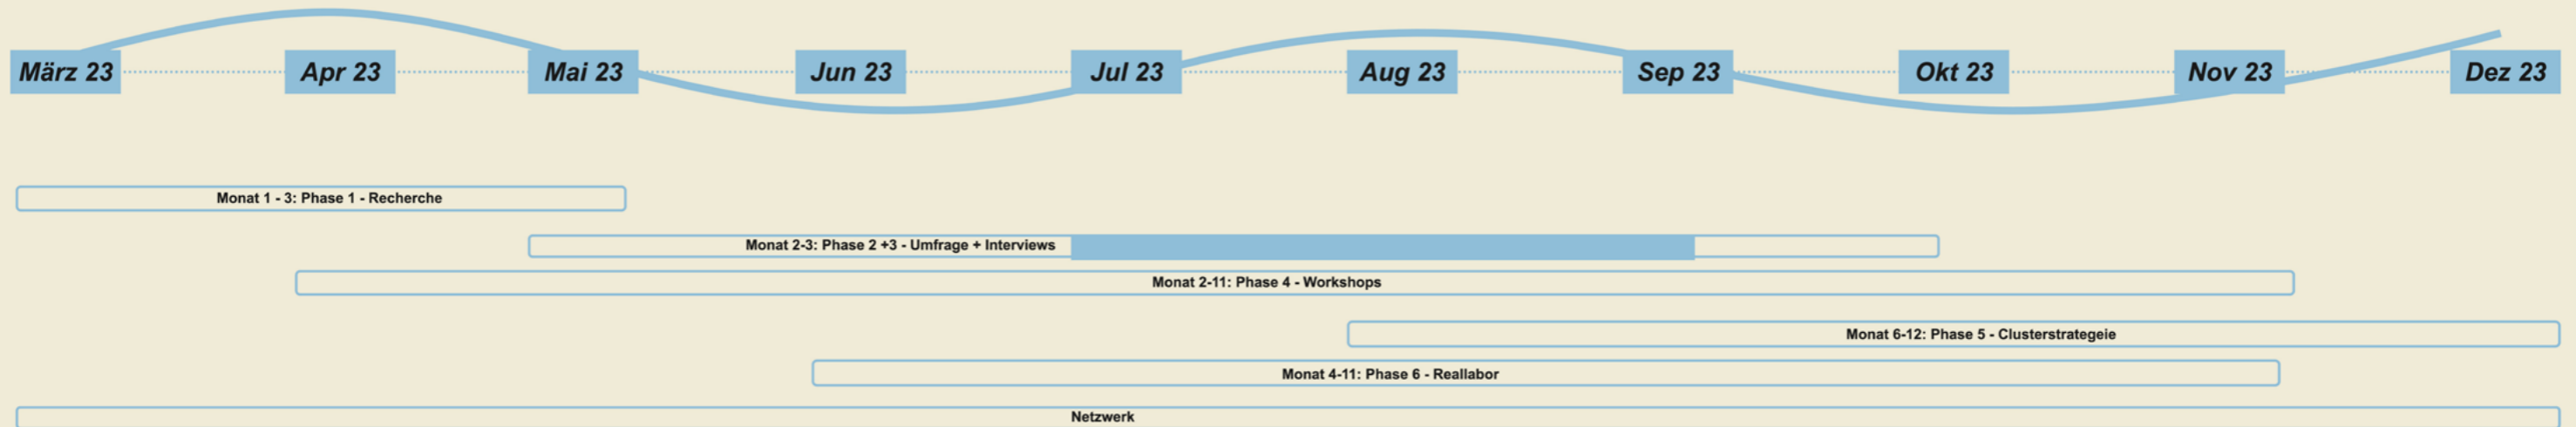 März 23 Apr 23 Mai 23 Jun 23 Jul 23 Aug 23 Sep 23 Okt 23 Nov 23 Dez 23
Monat 1 - 3: Phase 1 - Recherche
Monat 2-3: Phase 2 +3 - Umfrage + Interviews
Monat 2-11: Phase 4 - Workshops
Monat 6-12: Phase 5 - Clusterstrategeie
Monat 4-11: Phase 6 - Reallabor
Netzwerk